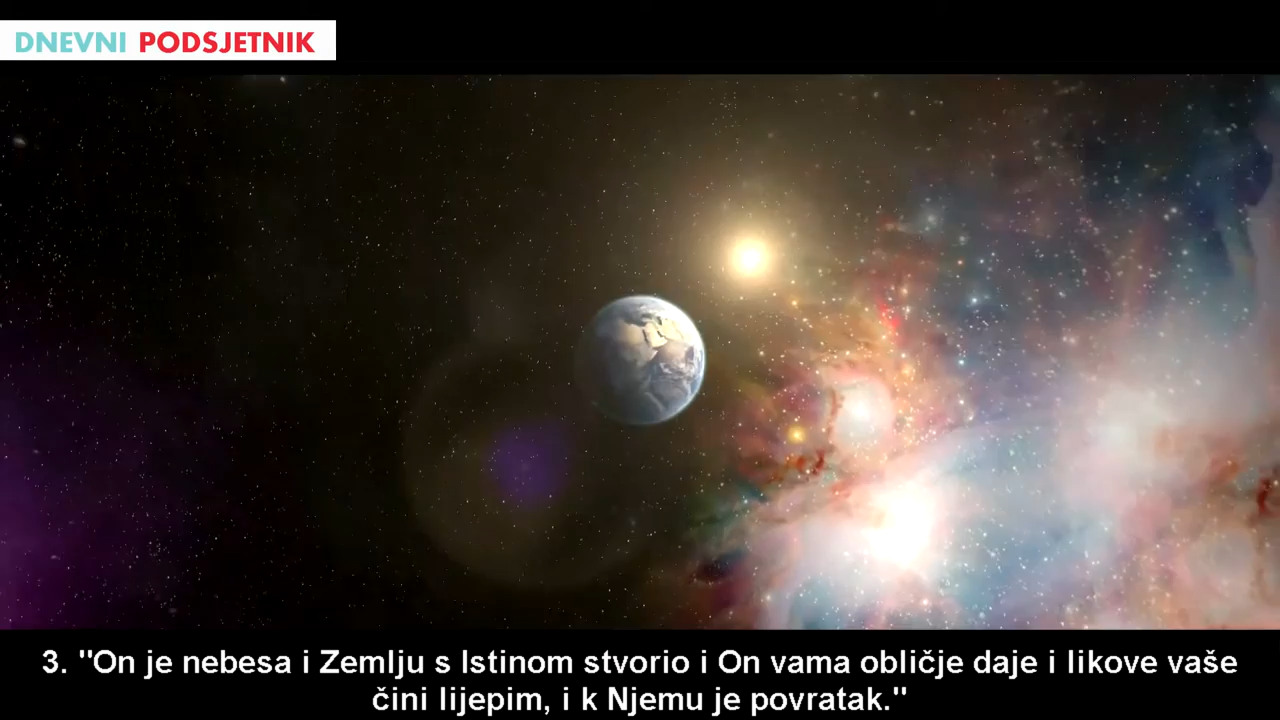 DNEVNI PODSJETNIK
3. "On je nebesa i Zemlju s Istinom stvorio i On vama obličje daje i likove vaše
čini lijepim, i k Njemu je povratak."